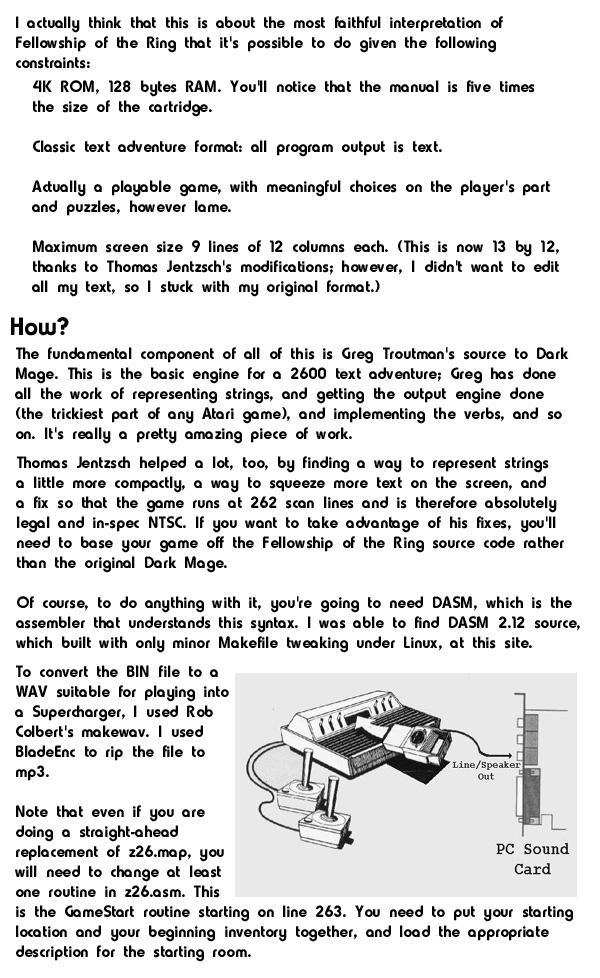 I actually think that this is about the most faithful interpretation of
Fellowship of the Ring that it's possible to do given the following
constraints:
4K ROM, 128 bytes RAM. You'll notice that the manual is five times
the size of the cartridge.
Classic text adventure format: all program output is text.
Actually a playable game, with meaningful choices on the player's part
and puzzles, however lame.
Maximum screen size 9 lines of 12 columns each. (This is now 13 by 12,
thanks to Thomas Jentzsch's modifications; however, I didn't want to edit
all my text, so I stuck with my original format.)
How?
The fundamental component of all of this is Greg Troutman's source to Dark
Mage. This is the basic engine for a 2600 text adventure; Greg has done
all the work of representing strings, and getting the output engine done
(the trickiest part of any Atari game), and implementing the verbs, and so
on. It's really a pretty amazing piece of work.
Thomas Jentzsch helped a lot, too, by finding a way to represent strings
a little more compactly, a way to squeeze more text on the screen, and
a fix so that the game runs at 262 scan lines and is therefore absolutely
legal and in-spec NTSC. If you want to take advantage of his fixes, you'll
need to base your game off the Fellowship of the Ring source code rather
than the original Dark Mage.
Of course, to do anything with it, you're going to need DASM, which is the
assembler that understands this syntax. I was able to find DASM 2.12 source,
which built with only minor Makefile tweaking under Linux, at this site.
To convert the BIN file to a
WAV suitable for playing into
a Supercharger, I used Rob
Colbert's makewav. I used
BladeEnc to rip the file to
mp3.
Line/Speaker
Out
PC Sound
Card
Note that even if you are
doing a straight-ahead
replacement of z26.map, you
will need to change at least
one routine in z26.asm. This
is the GameStart routine starting on line 263. You need to put your starting
location and your beginning inventory together, and load the appropriate
description for the starting room.